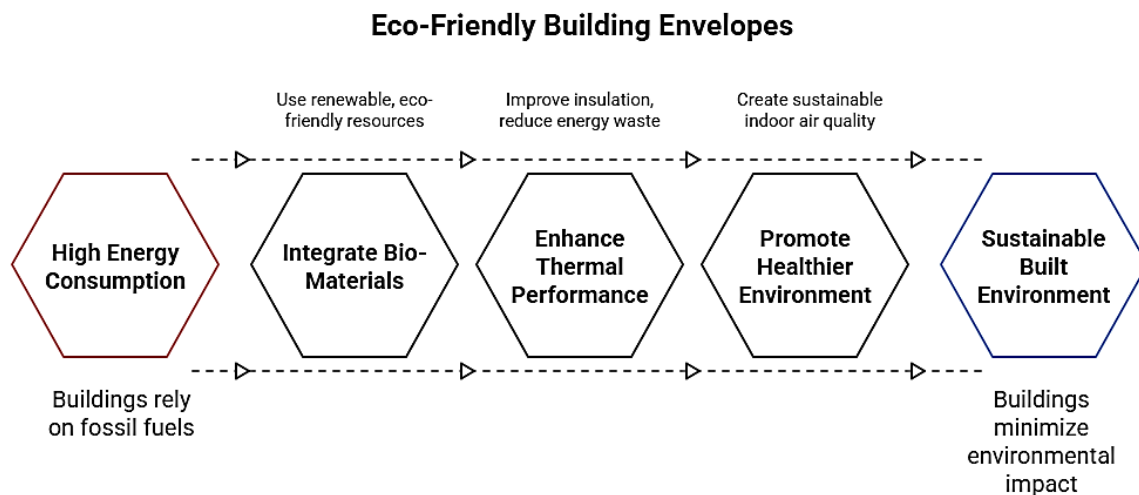 Eco-Friendly Building Envelopes
Use renewable, eco-
friendly resources
Improve insulation,
reduce energy waste
Create sustainable
indoor air quality
High Energy
Consumption
Integrate Bio-
Materials
Enhance
Thermal
Performance
Promote
Healthier
Environment
Sustainable
Built
Environment
Buildings rely
on fossil fuels
Buildings
minimize
environmental
impact